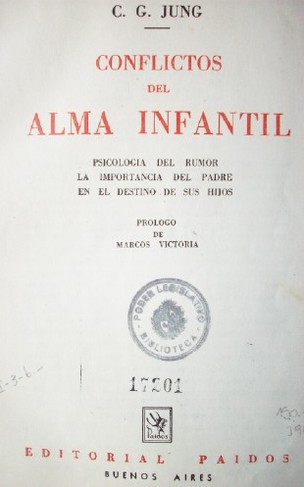 C. G. JUNG
CONFLICTOS
DEL
ALMA INFANTIL
PSICOLOGIA DEL RUMOR
LA IMPORTANCIA DEL PADRE
EN EL DESTINO DE SUS HIJOS
PROLOGO
DE
MARCOS VICTORIA
PODER LEGISLATIVO
BIBLIOTECA
17201
Paidos
EDITORIAL PAIDOS
BUENOS AIRES